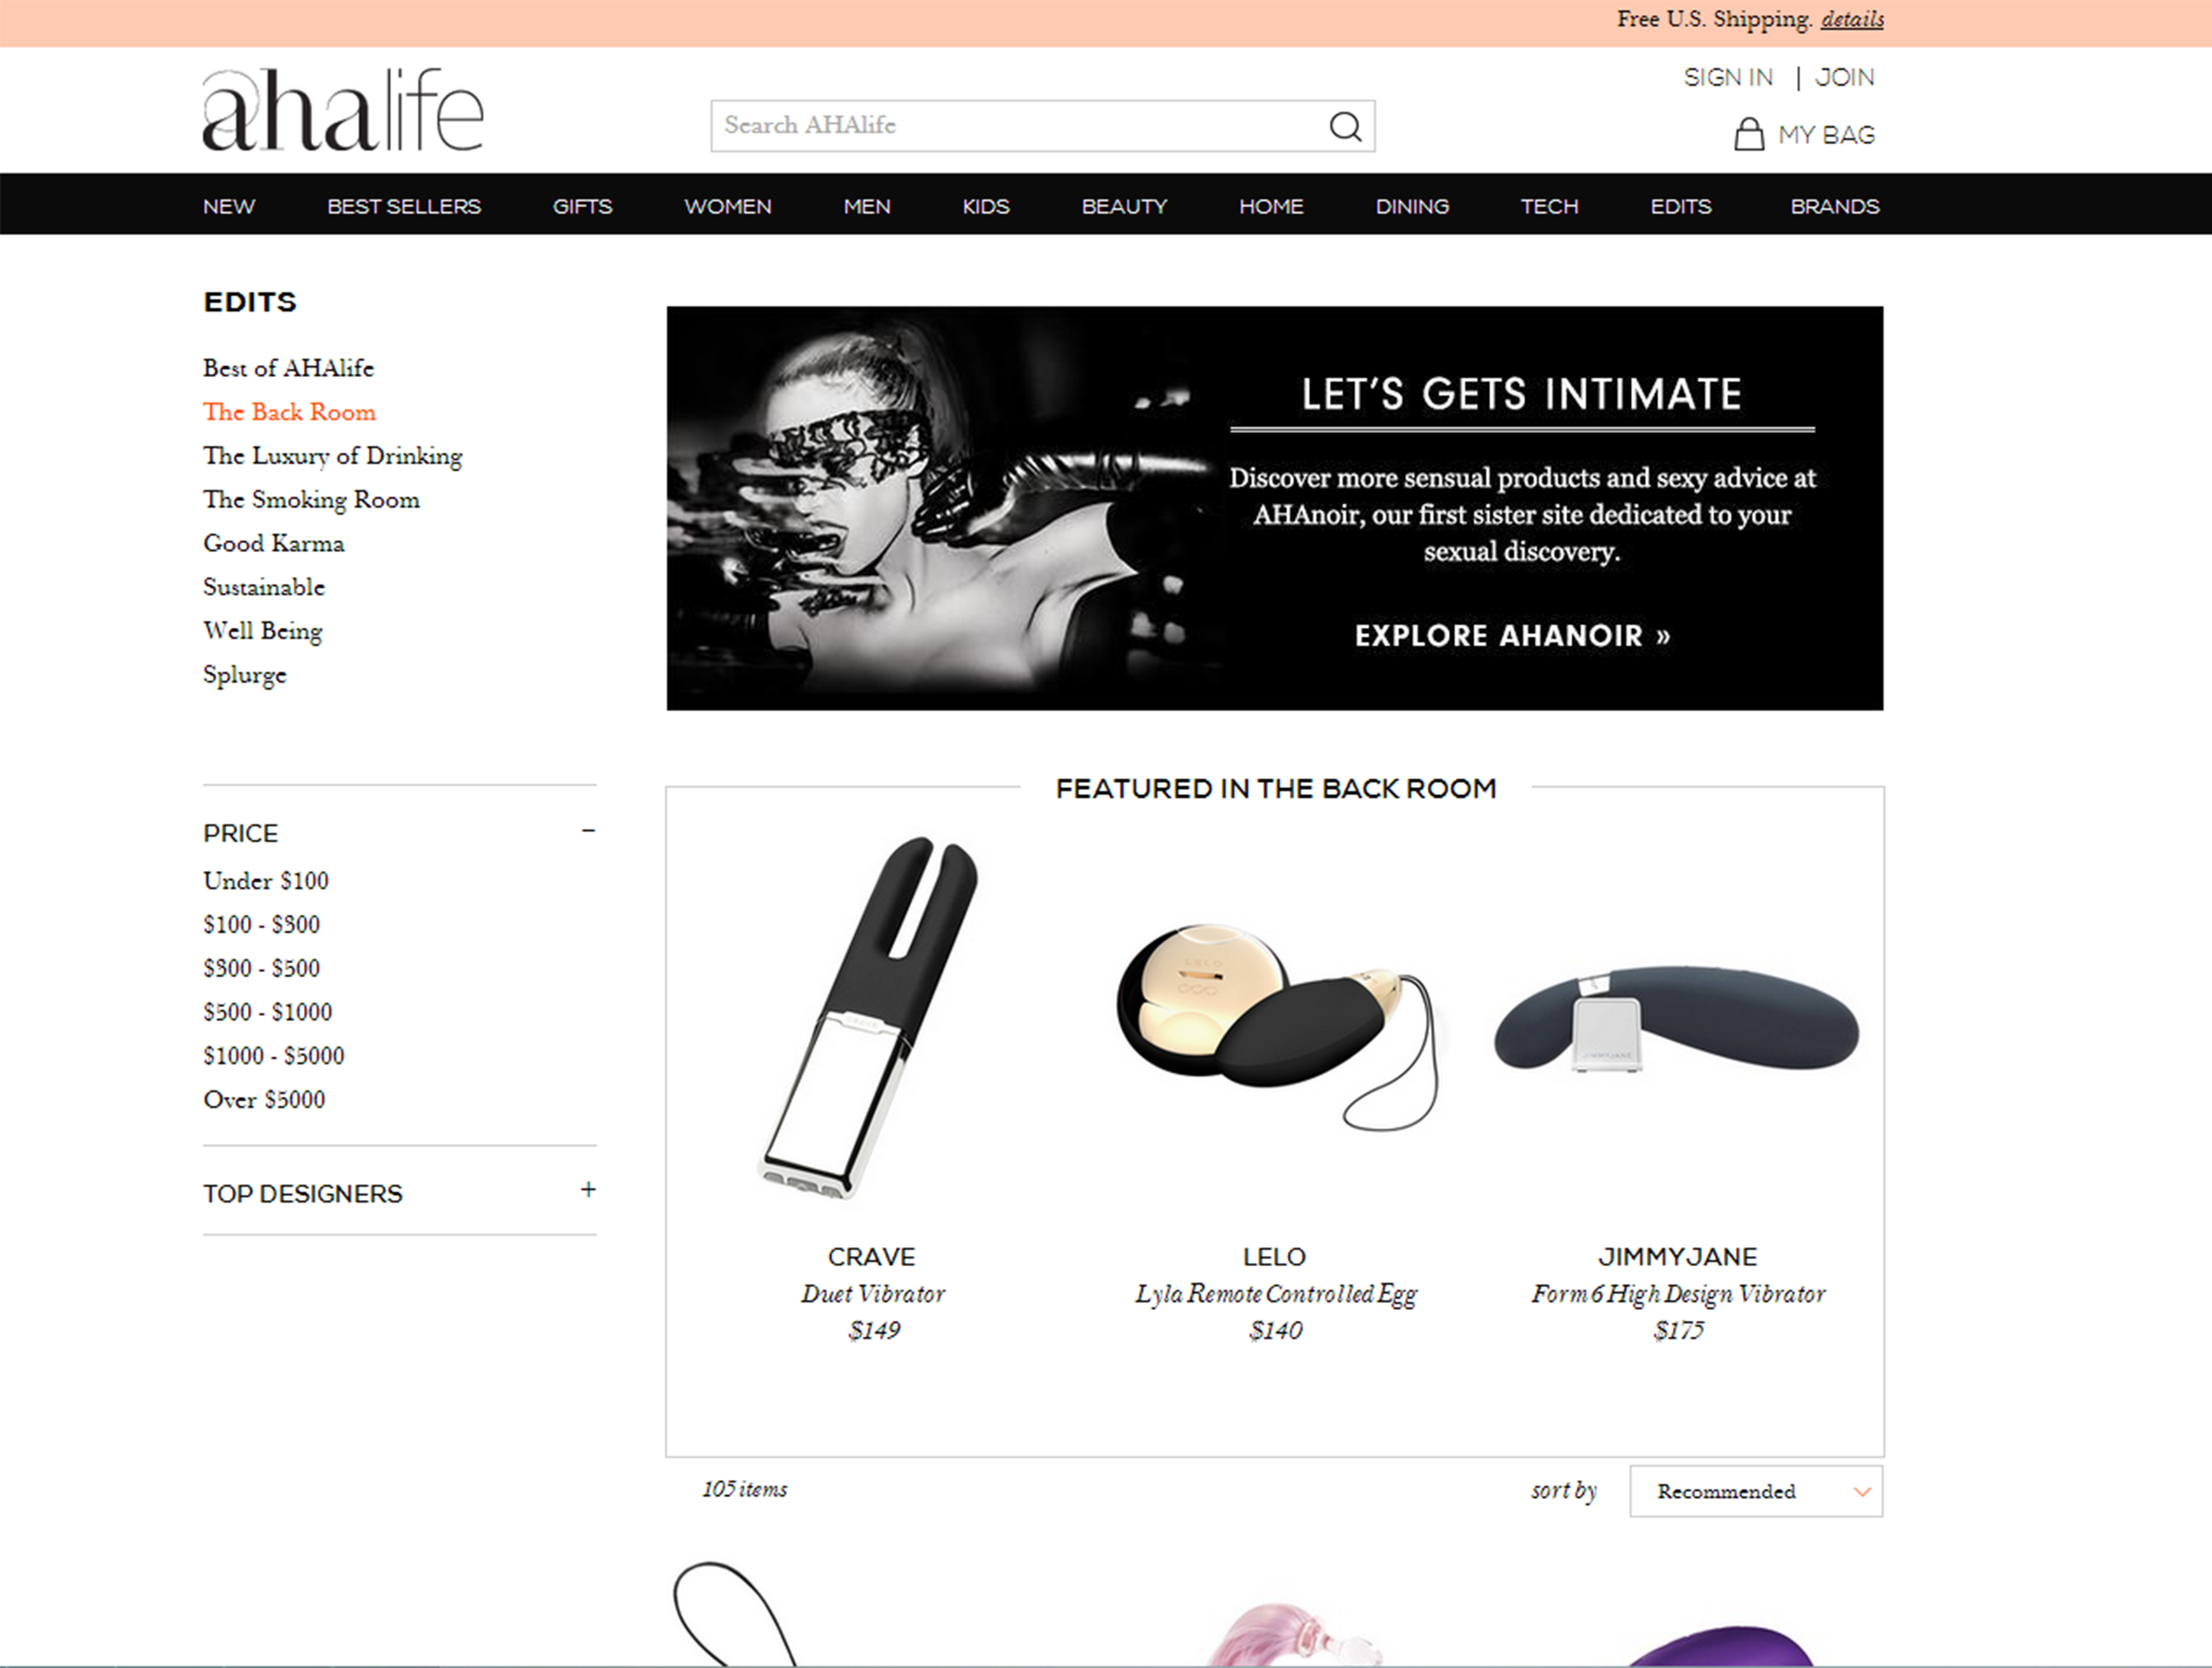 Free U.S. Shipping. details
ahalife
SIGN IN | JOIN
Search AHAlife
MY BAG
NEW BEST SELLERS GIFTS WOMEN MEN KIDS BEAUTY HOME DINING TECH EDITS BRANDS
EDITS
Best of AHAlife
The Back Room
The Luxury of Drinking
The Smoking Room
Good Karma
Sustainable
Well Being
Splurge
PRICE −
Under $100
$100 - $300
$300 - $500
$500 - $1000
$1000 - $5000
Over $5000
TOP DESIGNERS +
LET'S GETS INTIMATE
Discover more sensual products and sexy advice at
AHAnoir, our first sister site dedicated to your
sexual discovery.
EXPLORE AHANOIR »
FEATURED IN THE BACK ROOM
CRAVE
LELO
JIMMYJANE
CRAVE
Duet Vibrator
$149
LELO
Lyla Remote Controlled Egg
$140
JIMMYJANE
Form 6 High Design Vibrator
$175
105 items
sort by Recommended